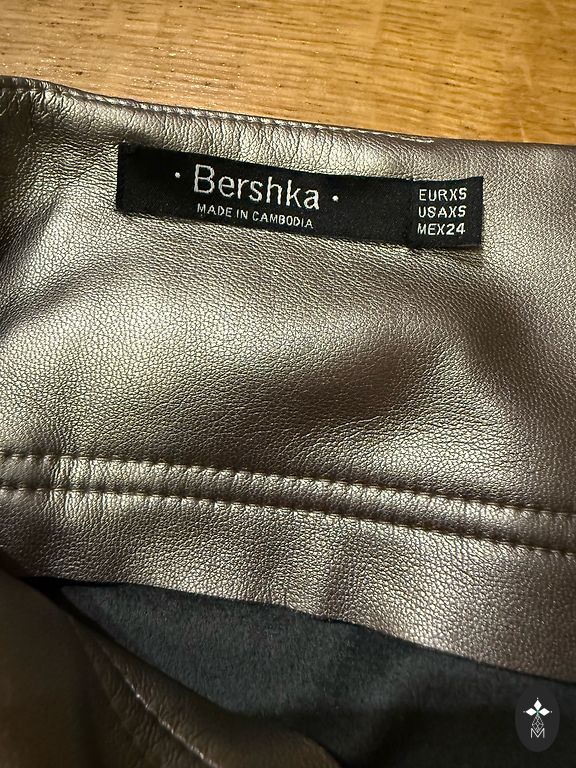 · Bershka ·
MADE IN CAMBODIA
EURXS
USAXS
MEX24